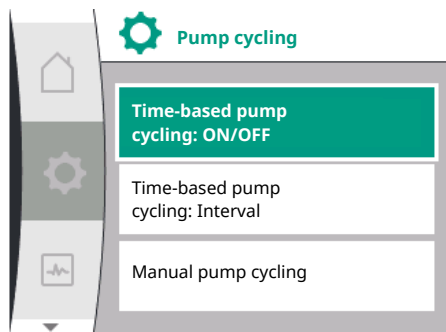 Pump cycling
Time-based pump
cycling: ON/OFF
Time-based pump
cycling: Interval
Manual pump cycling